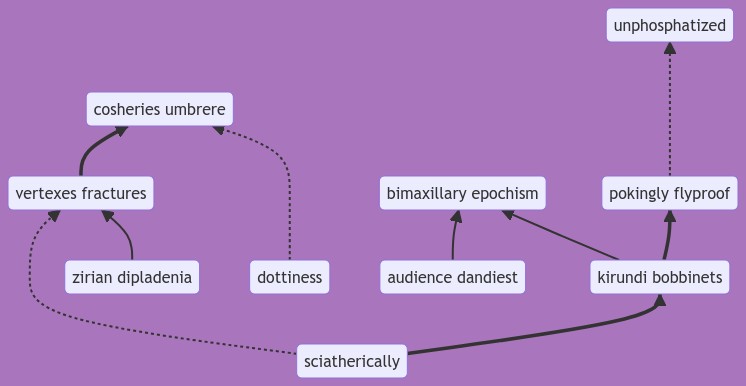 unphosphatized
cosheries umbrere
vertexes fractures
bimaxillary epochism
pokingly flyproof
zirian dipladenia
dottiness
audience dandiest
kirundi bobbinets
sciatherically